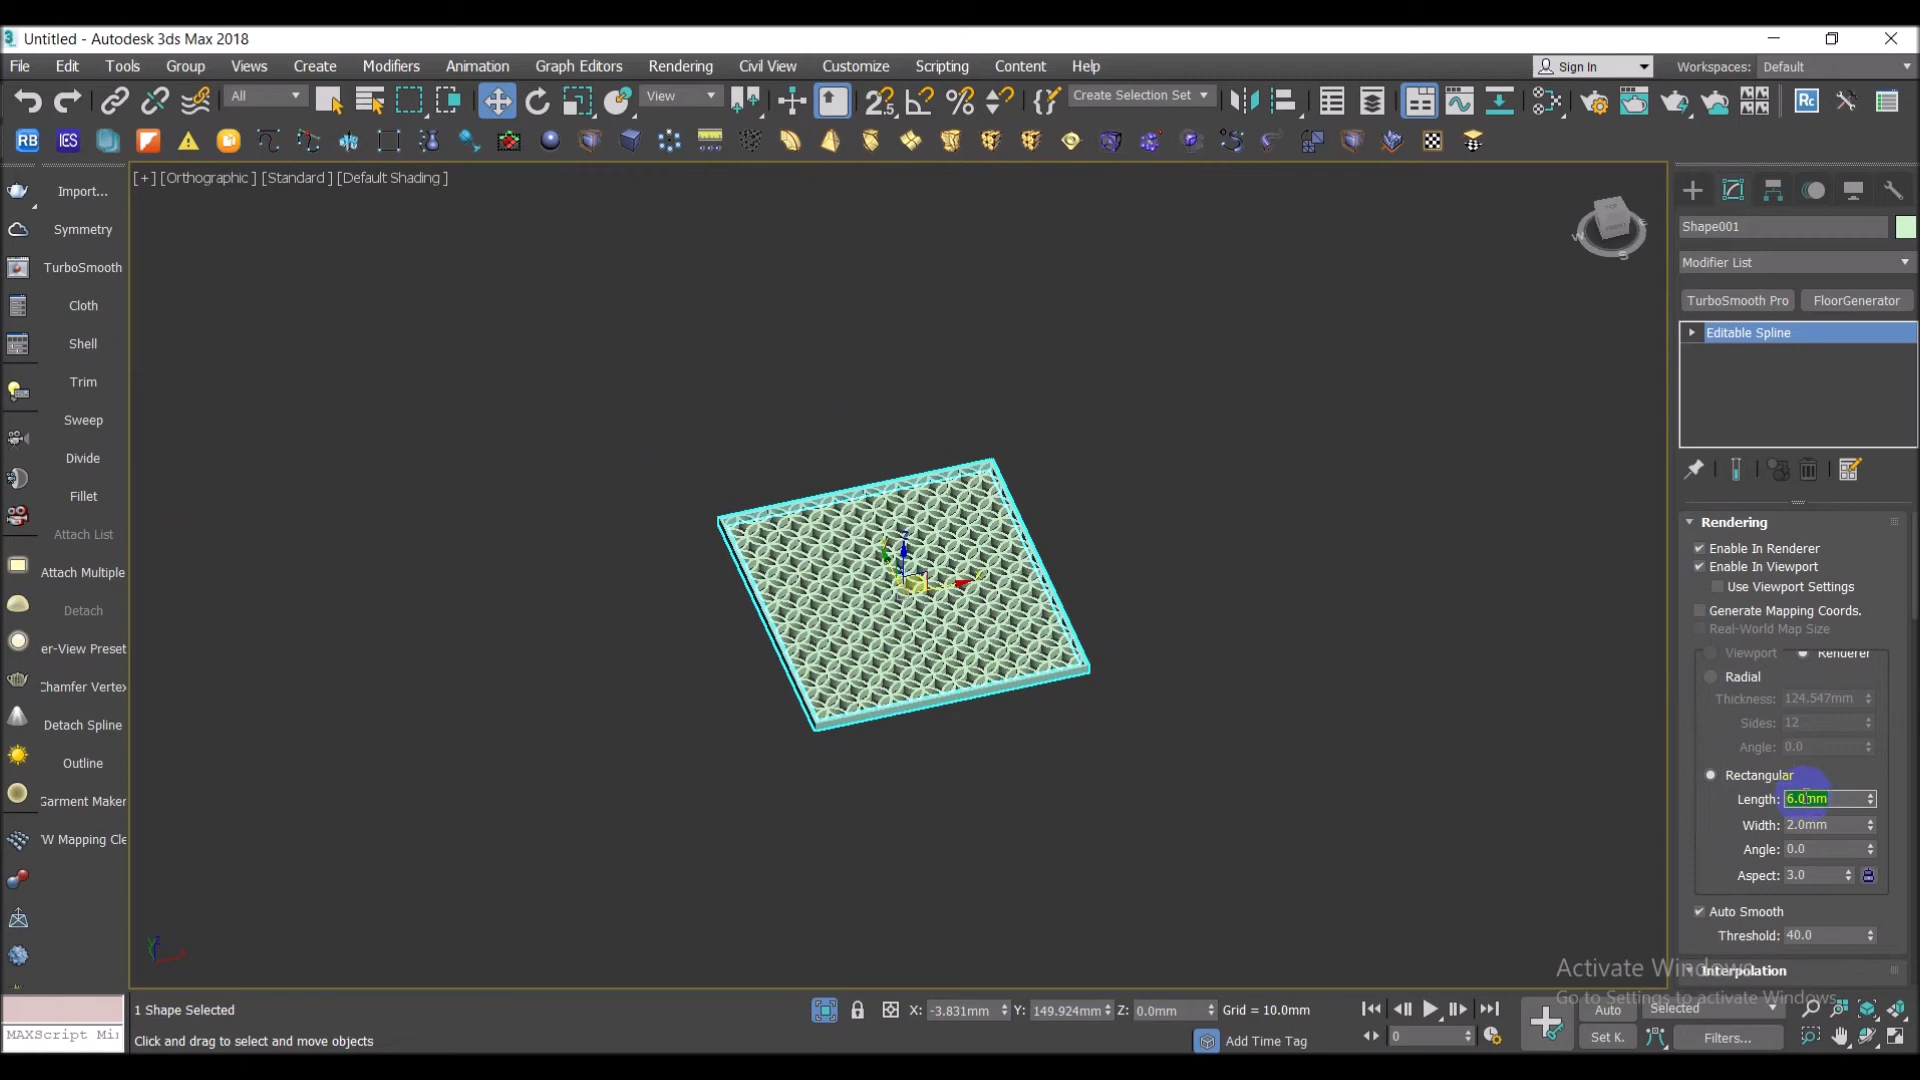 Untitled - Autodesk 3ds Max 2018
File Edit Tools Group Views Create Modifiers Animation Graph Editors Rendering Civil View Customize Scripting Content Help
Sign In Workspaces: Default
All View 2.5 Create Selection Set Rc
RB IES
[+] [Orthographic ] [Standard ] [Default Shading ]
Import...
Symmetry
TurboSmooth
Cloth
Shell
Trim
Sweep
Divide
Fillet
Attach List
Attach Multiple
Detach
er-View Preset
Chamfer Vertex
Detach Spline
Outline
Garment Maker
'W Mapping Cle
TOP
FRONT
W
S
Shape001
Modifier List
TurboSmooth Pro FloorGenerator
Editable Spline
Rendering
Enable In Renderer
Enable In Viewport
Use Viewport Settings
Generate Mapping Coords.
Real-World Map Size
Viewport Renderer
Radial
Thickness: 124.547mm
Sides: 12
Angle: 0.0
Rectangular
Length: 6.0mm
Width: 2.0mm
Angle: 0.0
Aspect: 3.0
Auto Smooth
Threshold: 40.0
Interpolation
Activate Windows
Go to Settings to activate Windows.
1 Shape Selected X: -3.831mm Y: 149.924mm Z: 0.0mm Grid = 10.0mm Auto Selected
MAXScript Mi: Click and drag to select and move objects Add Time Tag 0 Set K. Filters...